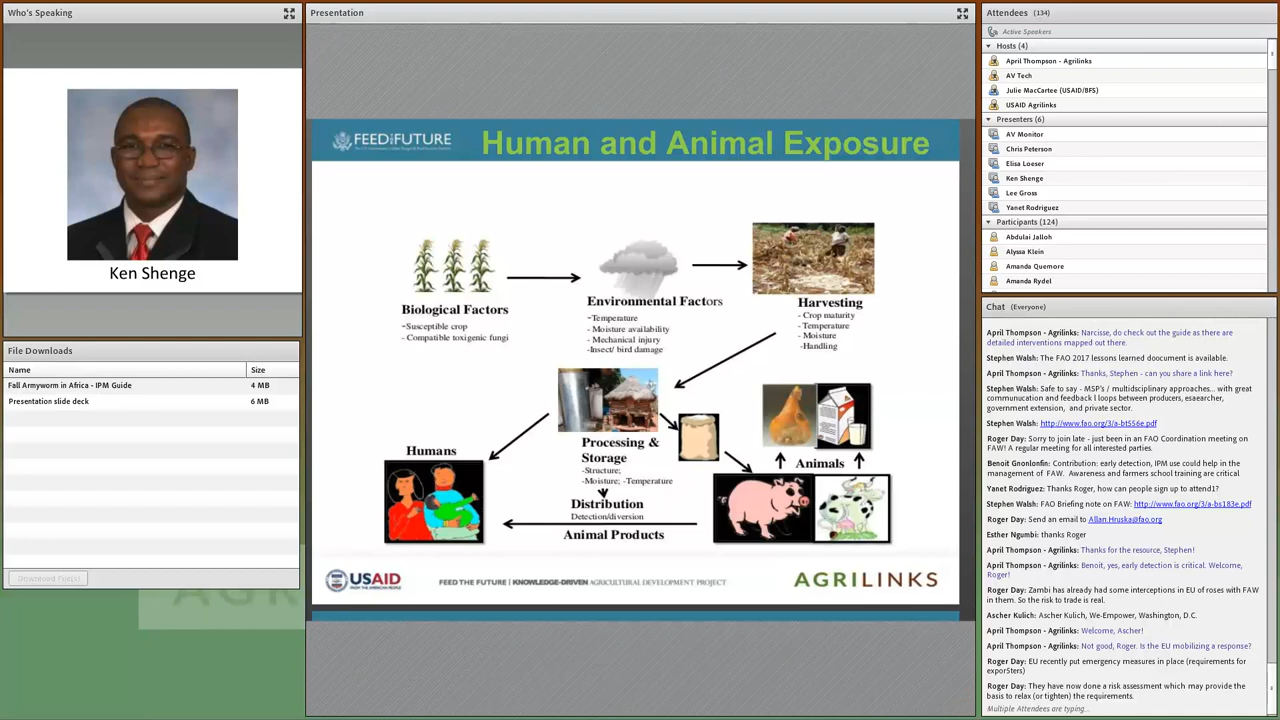 Who's Speaking
Ken Shenge
File Downloads
Name Size
Fall Armyworm in Africa - IPM Guide 4 MB
Presentation slide deck 6 MB
Download File(s)
AGRI
Presentation
FEED THE FUTURE
Human and Animal Exposure
Biological Factors
-Susceptible crop
- Compatible toxigenic fungi
Environmental Factors
-Temperature
- Moisture availability
- Mechanical injury
-Insect/ bird damage
Harvesting
- Crop maturity
- Temperature
- Moisture
-Handling
Humans
Processing &
Storage
-Structure;
-Moisture; -Temperature
Distribution
Detection/diversion
Animal Products
Animals
USAID
FROM THE AMERICAN PEOPLE
FEED THE FUTURE | KNOWLEDGE-DRIVEN AGRICULTURAL DEVELOPMENT PROJECT
AGRILINKS
Attendees (134)
Active Speakers
Hosts (4)
April Thompson - Agrilinks
AV Tech
Julie MacCartee (USAID/BFS)
USAID Agrilinks
Presenters (6)
AV Monitor
Chris Peterson
Elisa Loeser
Ken Shenge
Lee Gross
Yanet Rodriguez
Participants (124)
Abdulai Jalloh
Alyssa Klein
Amanda Quemore
Amanda Rydel
Chat (Everyone)
April Thompson - Agrilinks: Narcisse, do check out the guide as there are
detailed interventions mapped out there.
Stephen Walsh: The FAO 2017 lessons learned doocument is available.
April Thompson - Agrilinks: Thanks, Stephen - can you share a link here?
Stephen Walsh: Safe to say - MSP's / multidsciplinary approaches... with great
communucation and feedback l loops between producers, esaearcher,
government extension, and private sector.
Stephen Walsh: http://www.fao.org/3/a-bt556e.pdf
Roger Day: Sorry to join late - just been in an FAO Coordination meeting on
FAW! A regular meeting for all interested parties.
Benoit Gnonlonfin: Contribution: early detection, IPM use could help in the
management of FAW. Awareness and farmers school training are critical
Yanet Rodriguez: Thanks Roger, how can people sign up to attend1?
Stephen Walsh: FAO Briefing note on FAW: http://www.fao.org/3/a-bs183e.pdf
Roger Day: Send an email to Allan.Hruska@fao.org
Esther Ngumbi: thanks Roger
April Thompson - Agrilinks: Thanks for the resource, Stephen!
April Thompson - Agrilinks: Benoit, yes, early detection is critical. Welcome,
Roger!
Roger Day: Zambi has already had some interceptions in EU of roses with FAW
in them. So the risk to trade is real.
Ascher Kulich: Ascher Kulich, We-Empower, Washington, D.C.
April Thompson - Agrilinks: Welcome, Ascher!
April Thompson - Agrilinks: Not good, Roger. Is the EU mobilizing a response?
Roger Day: EU recently put emergency measures in place (requirements for
expor5ters)
Roger Day: They have now done a risk assessment which may provide the
basis to relax (or tighten) the requirements.
Multiple Attendees are typing...